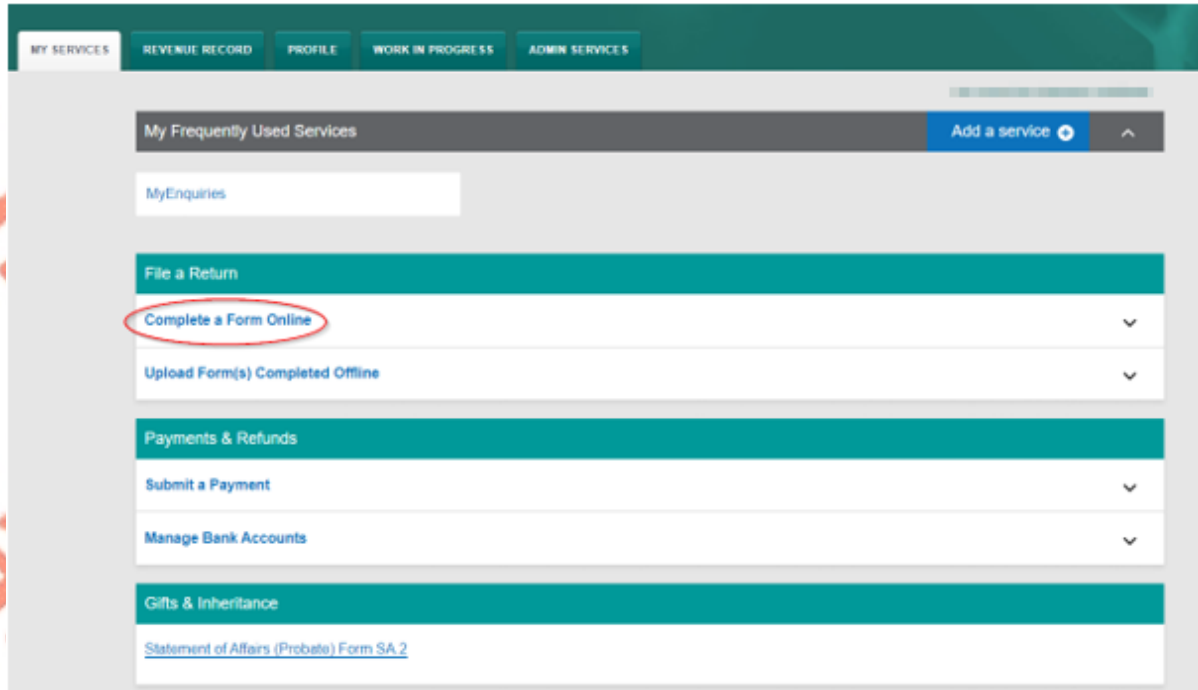 MY SERVICES REVENUE RECORD PROFILE WORK IN PROGRESS ADMIN SERVICES
My Frequently Used Services Add a service
MyEnquiries
File a Return
Complete a Form Online
Upload Form(s) Completed Offline
Payments & Refunds
Submit a Payment
Manage Bank Accounts
Gifts & Inheritance
Statement of Affairs (Probate) Form SA.2